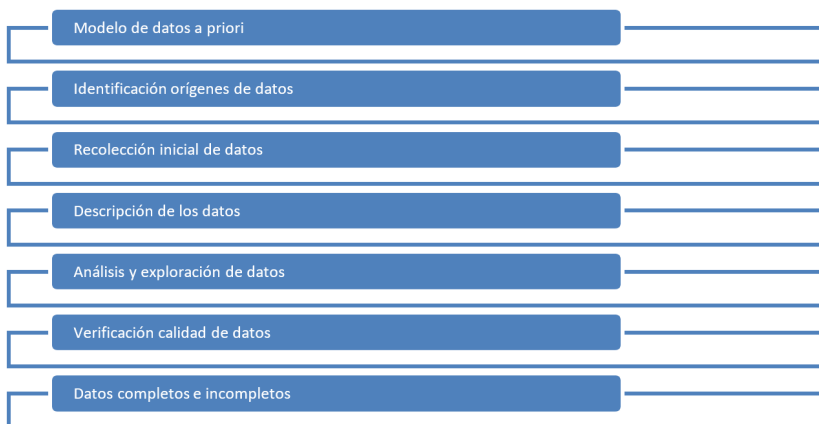 Modelo de datos a priori
Identificación orígenes de datos
Recolección inicial de datos
Descripción de los datos
Análisis y exploración de datos
Verificación calidad de datos
Datos completos e incompletos